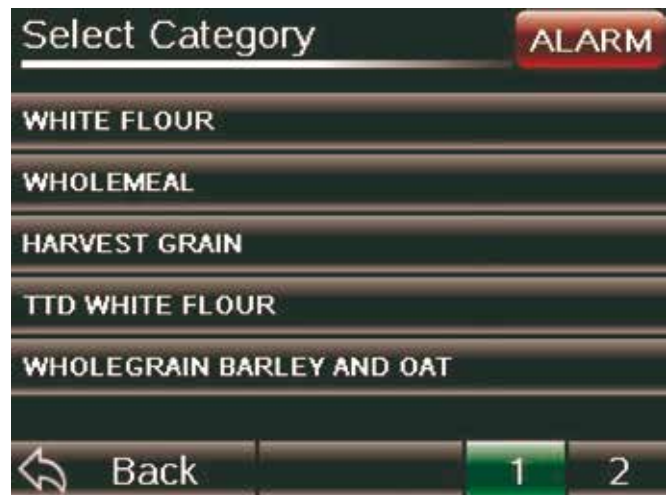 Select Category ALARM
WHITE FLOUR
WHOLEMEAL
HARVEST GRAIN
TTD WHITE FLOUR
WHOLEGRAIN BARLEY AND OAT
Back 1 2